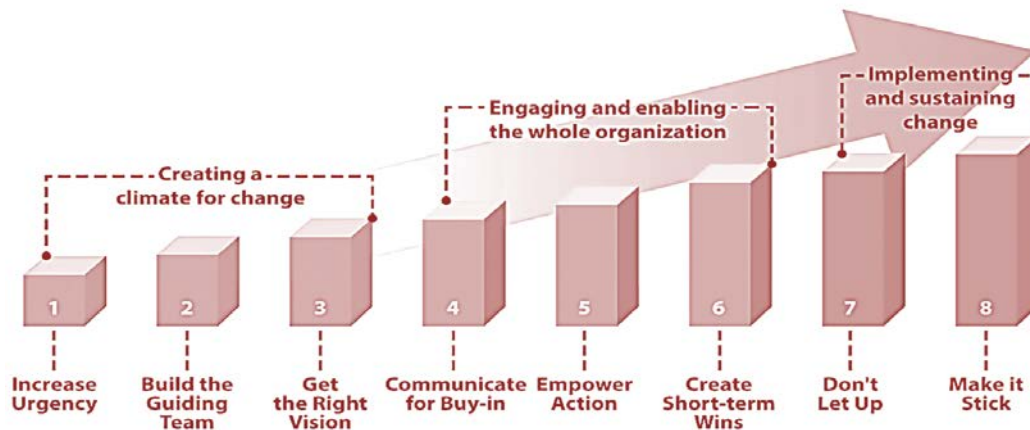 Implementing
and sustaining
change
Engaging and enabling
the whole organization
Creating a
climate for change
1
2
3
4
5
6
7
8
Increase
Urgency
Build the
Guiding
Team
Get
the Right
Vision
Communicate
for Buy-in
Empower
Action
Create
Short-term
Wins
Don't
Let Up
Make it
Stick